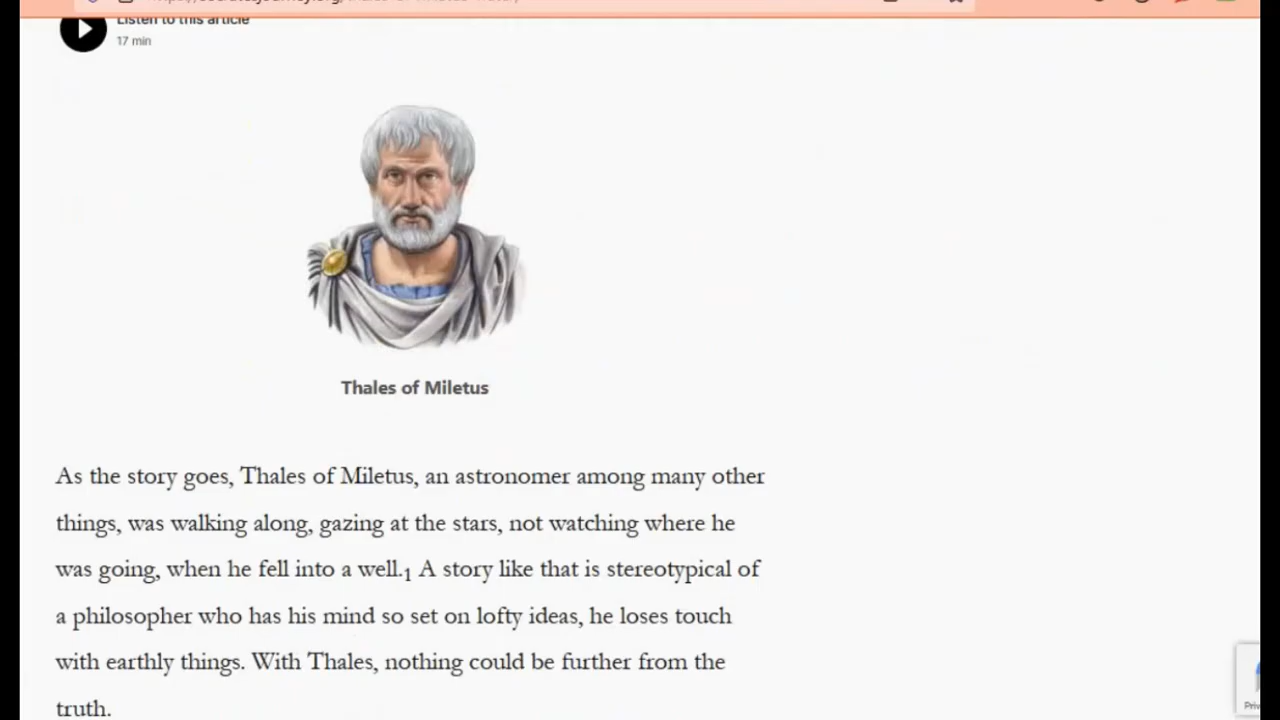 Listen to this article
17 min
Thales of Miletus
As the story goes, Thales of Miletus, an astronomer among many other
things, was walking along, gazing at the stars, not watching where he
was going, when he fell into a well.1 A story like that is stereotypical of
a philosopher who has his mind so set on lofty ideas, he loses touch
with earthly things. With Thales, nothing could be further from the
truth.